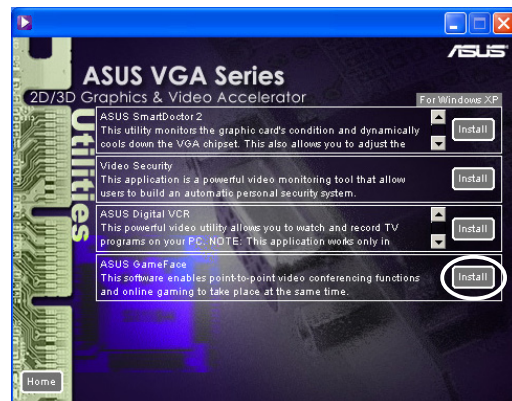 ASUS
ASUS VGA Series
2D/3D Graphics & Video Accelerator
For Windows XP
Utilities
ASUS SmartDoctor 2
This utility monitors the graphic card's condition and dynamically
cools down the VGA chipset. This also allows you to adjust the
Install
Video Security
This application is a powerful video monitoring tool that allow
users to build an automatic personal security system.
Install
ASUS Digital VCR
This powerful video utility allows you to watch and record TV
programs on your PC. NOTE: This application works only in
Install
ASUS GameFace
This software enables point-to-point video conferencing functions
and online gaming to take place at the same time.
Install
Home